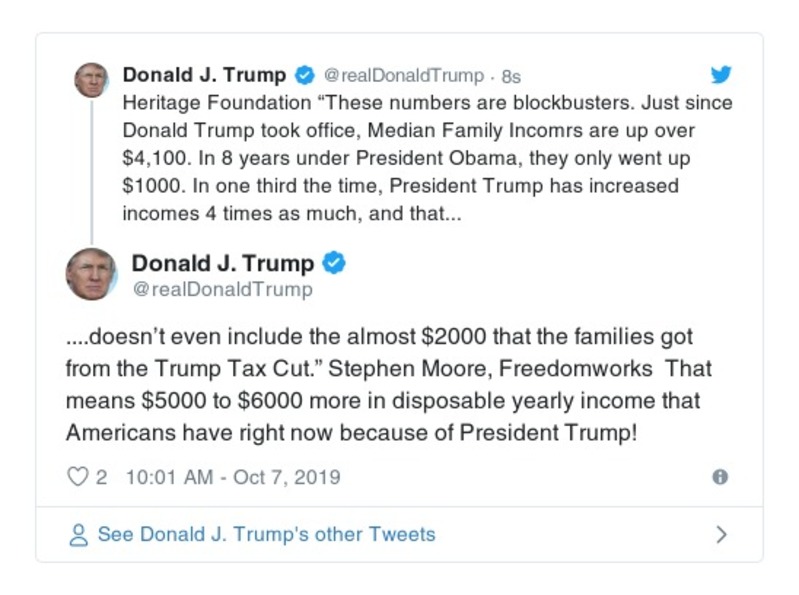 Donald J. Trump @realDonaldTrump · 8s
Heritage Foundation “These numbers are blockbusters. Just since
Donald Trump took office, Median Family Incomrs are up over
$4,100. In 8 years under President Obama, they only went up
$1000. In one third the time, President Trump has increased
incomes 4 times as much, and that...
Donald J. Trump
@realDonaldTrump
....doesn’t even include the almost $2000 that the families got
from the Trump Tax Cut.” Stephen Moore, Freedomworks  That
means $5000 to $6000 more in disposable yearly income that
Americans have right now because of President Trump!
2 10:01 AM - Oct 7, 2019
See Donald J. Trump's other Tweets